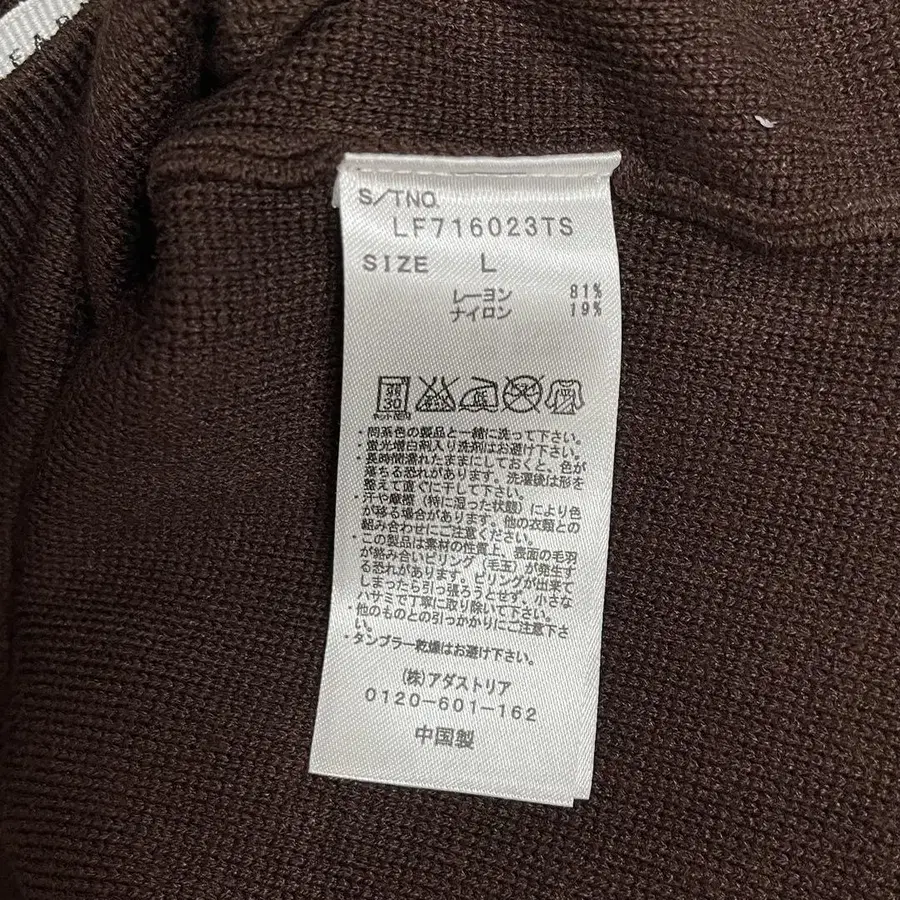 S/TNO.
LF716023TS
SIZE L
レーヨン 81%
ナイロン 19%
30
・同系色の製品と一緒に洗って下さい。
・蛍光増白剤入り洗剤はお避け下さい。
・長時間濡れたままにしておくと、色が
落ちる恐れがあります。洗濯後は形を
整えて直ぐに干して下さい。
・汗や摩擦(特に湿った状態)により色
が移る場合があります。他の衣類との
組み合わせにご注意ください。
・この製品は素材の性質上、表面の毛羽
が絡み合いピリング(毛玉)が発生す
る恐れがあります。ピリングが出来て
しまったら引っ張ろうとせず、小さな
ハサミで丁寧に取り除いて下さい。
・他のものとの引っかかりにご注意下さ
い。
・タンブラー乾燥はお避け下さい。
(株)アダストリア
0120-601-162
中国製